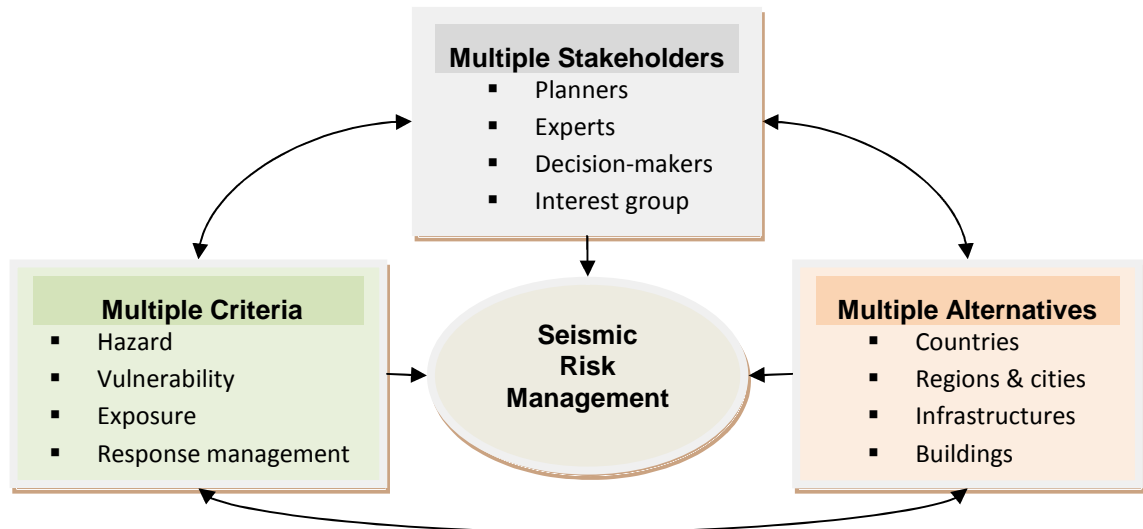 Multiple Stakeholders
▪ Planners
▪ Experts
▪ Decision-makers
▪ Interest group
Multiple Criteria
▪ Hazard
▪ Vulnerability
▪ Exposure
▪ Response management
Seismic
Risk
Management
Multiple Alternatives
▪ Countries
▪ Regions & cities
▪ Infrastructures
▪ Buildings